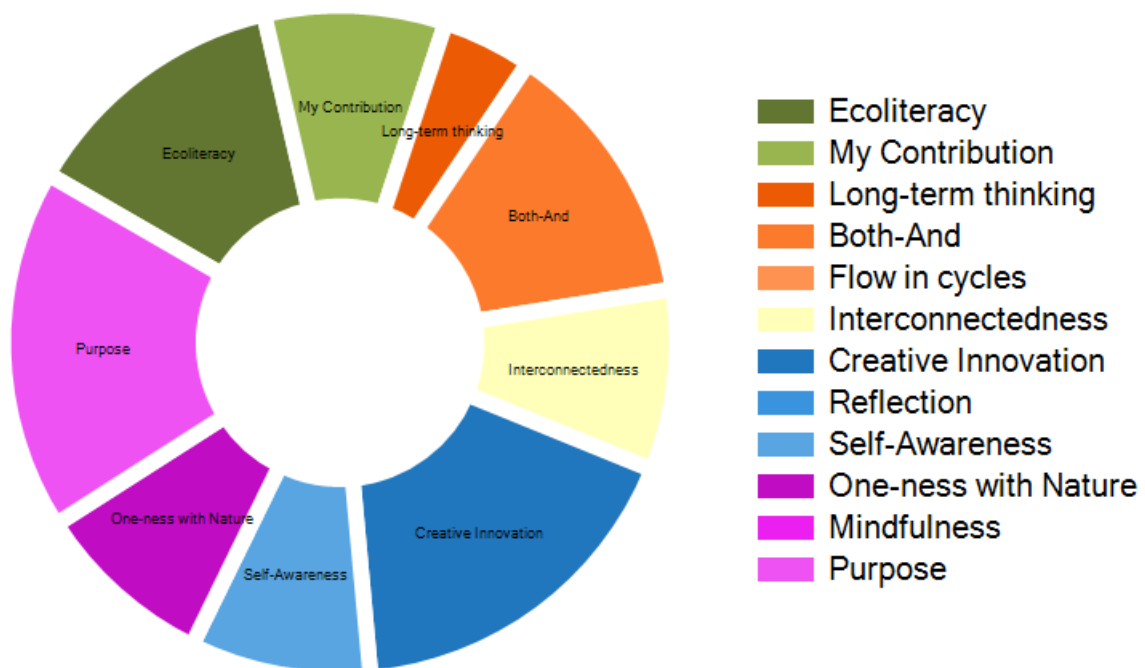 My Contribution
Long-term thinking
Ecoliteracy
Both-And
Purpose
Interconnectedness
One-ness with Nature
Creative Innovation
Self-Awareness
Ecoliteracy
My Contribution
Long-term thinking
Both-And
Flow in cycles
Interconnectedness
Creative Innovation
Reflection
Self-Awareness
One-ness with Nature
Mindfulness
Purpose